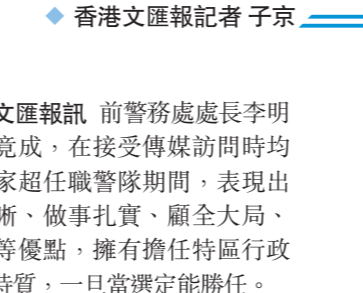 ◆ 香港文匯報記者 子京
文匯報訊 前警務處處長李明
竟成，在接受傳媒訪問時均
家超任職警隊期間，表現出
晰、做事扎實、顧全大局、
等優點，擁有擔任特區行政
特質，一旦當選定能勝任。